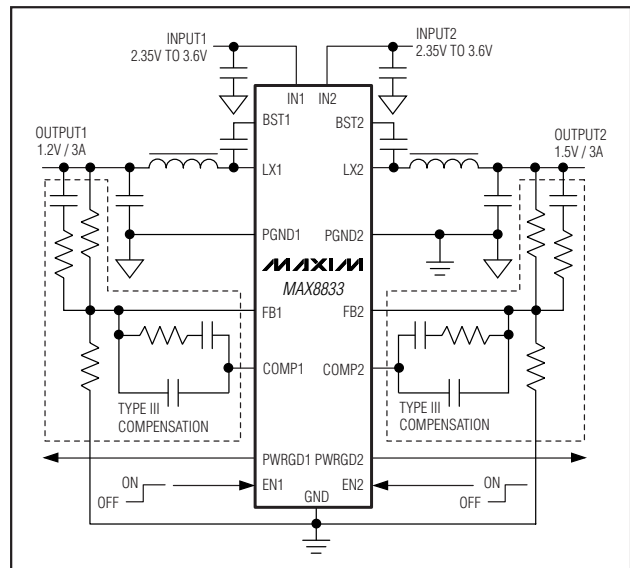 INPUT1
2.35V TO 3.6V
INPUT2
2.35V TO 3.6V
IN1 IN2
BST1 BST2
OUTPUT1
1.2V / 3A
OUTPUT2
1.5V / 3A
LX1 LX2
PGND1 PGND2
MAXIM
MAX8833
FB1 FB2
COMP1 COMP2
TYPE III
COMPENSATION
TYPE III
COMPENSATION
PWRGD1 PWRGD2
ON
OFF
EN1 EN2
ON
OFF
GND